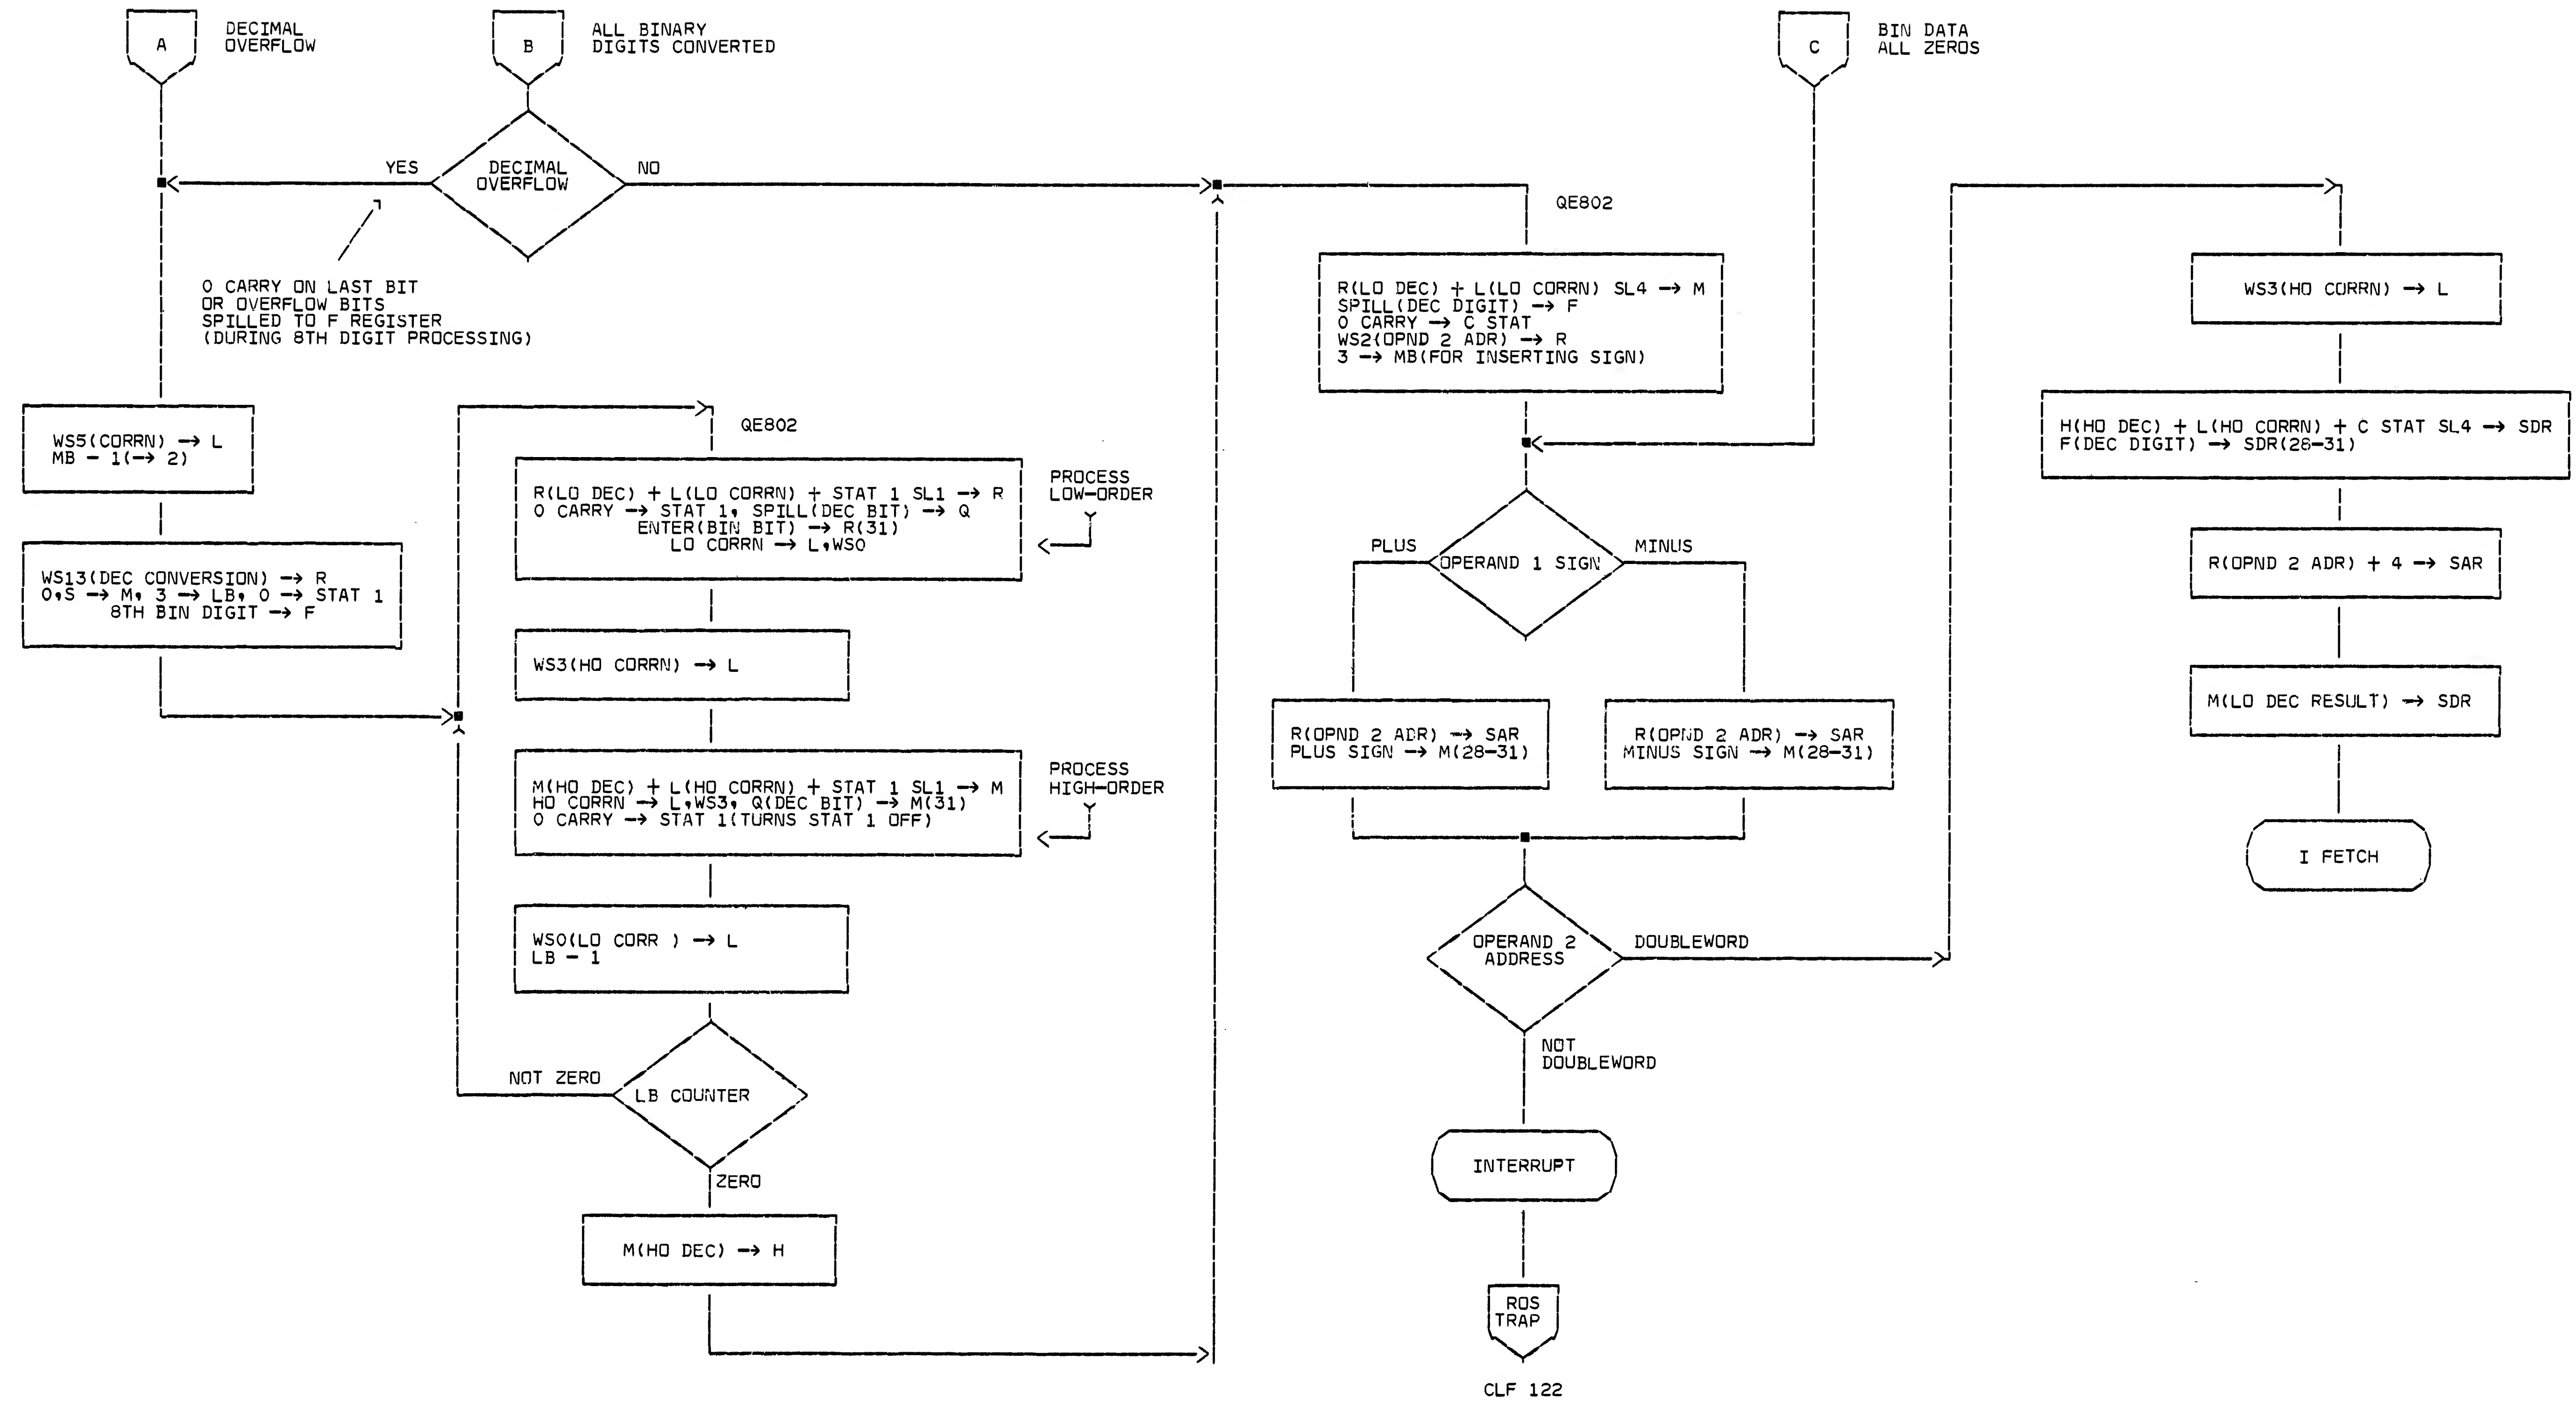 A
DECIMAL
OVERFLOW
B
ALL BINARY
DIGITS CONVERTED
C
BIN DATA
ALL ZEROS
YES
DECIMAL
OVERFLOW
NO
O CARRY ON LAST BIT
OR OVERFLOW BITS
SPILLED TO F REGISTER
(DURING 8TH DIGIT PROCESSING)
WS5(CORRN) → L
MB - 1(→ 2)
WS13(DEC CONVERSION) → R
0,S → M, 3 → LB, 0 → STAT 1
8TH BIN DIGIT → F
QE802
R(LO DEC) + L(LO CORRN) + STAT 1 SL1 → R
0 CARRY → STAT 1, SPILL(DEC BIT) → Q
ENTER(BIN BIT) → R(31)
LO CORRN → L,WS0
PROCESS
LOW-ORDER
WS3(HO CORRN) → L
M(HO DEC) + L(HO CORRN) + STAT 1 SL1 → M
HO CORRN → L,WS3, Q(DEC BIT) → M(31)
0 CARRY → STAT 1(TURNS STAT 1 OFF)
PROCESS
HIGH-ORDER
WS0(LO CORR ) → L
LB - 1
NOT ZERO
LB COUNTER
ZERO
M(HO DEC) → H
QE802
R(LO DEC) + L(LO CORRN) SL4 → M
SPILL(DEC DIGIT) → F
0 CARRY → C STAT
WS2(OPND 2 ADR) → R
3 → MB(FOR INSERTING SIGN)
PLUS
OPERAND 1 SIGN
MINUS
R(OPND 2 ADR) → SAR
PLUS SIGN → M(28-31)
R(OPND 2 ADR) → SAR
MINUS SIGN → M(28-31)
OPERAND 2
ADDRESS
DOUBLEWORD
NOT
DOUBLEWORD
INTERRUPT
ROS
TRAP
CLF 122
WS3(HO CORRN) → L
H(HO DEC) + L(HO CORRN) + C STAT SL4 → SDR
F(DEC DIGIT) → SDR(28-31)
R(OPND 2 ADR) + 4 → SAR
M(LO DEC RESULT) → SDR
I FETCH